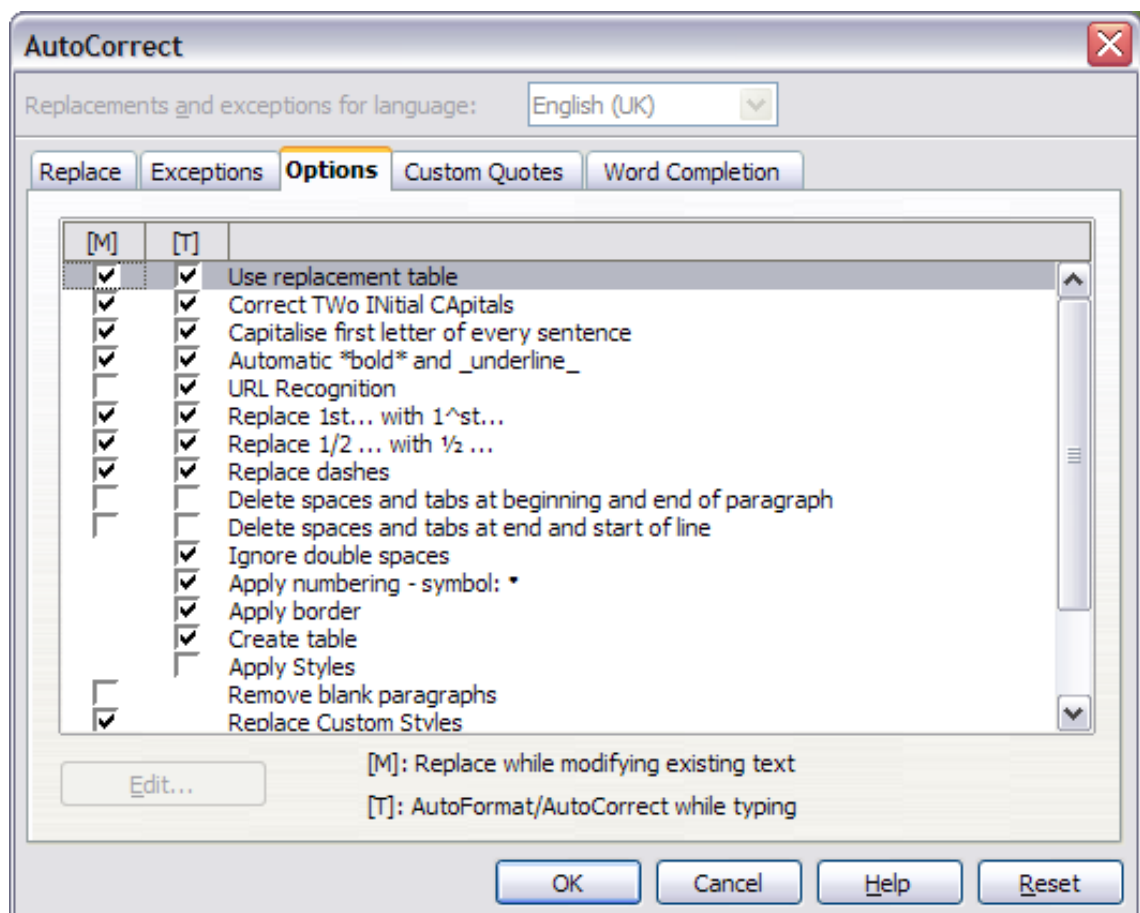 AutoCorrect
Replacements and exceptions for language: English (UK)
Replace Exceptions Options Custom Quotes Word Completion
[M] [T]
Use replacement table
Correct TWo INitial CApitals
Capitalise first letter of every sentence
Automatic *bold* and _underline_
URL Recognition
Replace 1st... with 1^st...
Replace 1/2 ... with ½ ...
Replace dashes
Delete spaces and tabs at beginning and end of paragraph
Delete spaces and tabs at end and start of line
Ignore double spaces
Apply numbering - symbol: •
Apply border
Create table
Apply Styles
Remove blank paragraphs
Replace Custom Styles
Edit...
[M]: Replace while modifying existing text
[T]: AutoFormat/AutoCorrect while typing
OK Cancel Help Reset